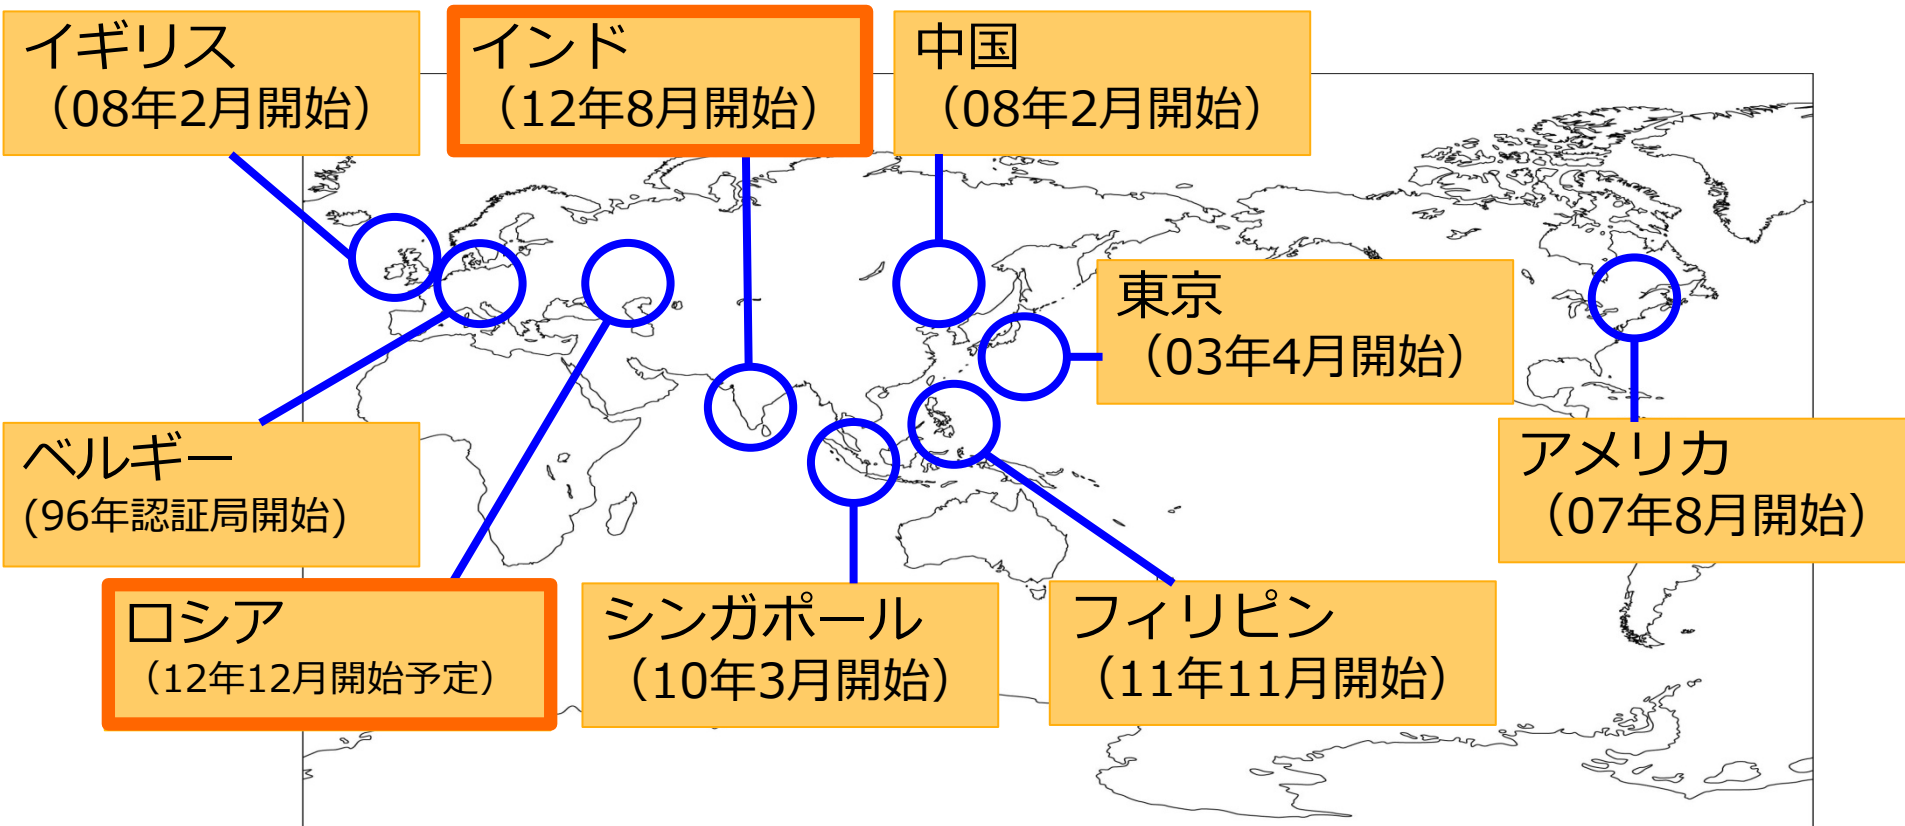 イギリス
（08年2月開始）
インド
（12年8月開始）
中国
（08年2月開始）
東京
（03年4月開始）
ベルギー
(96年認証局開始)
アメリカ
（07年8月開始）
ロシア
（12年12月開始予定）
シンガポール
（10年3月開始）
フィリピン
（11年11月開始）